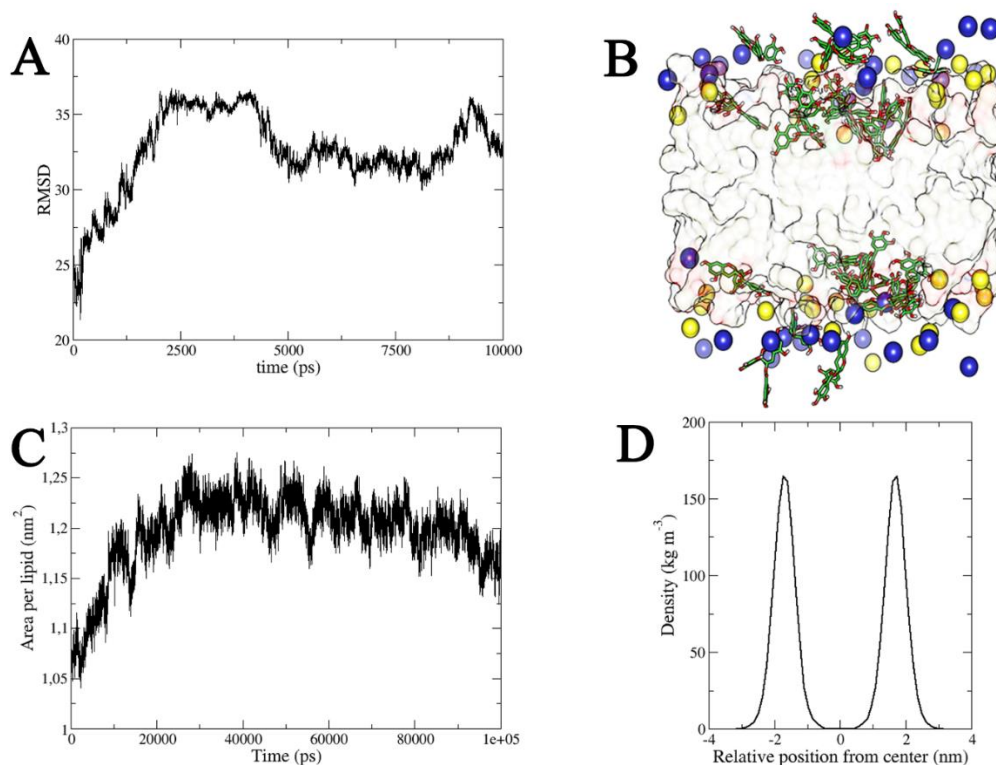 A
40
35
30
25
20
RMSD
0 2500 5000 7500 10000
time (ps)
B
C
1,3
1,25
1,2
1,15
1,1
1,05
1
Area per lipid (nm²)
0 20000 40000 60000 80000 1e+05
Time (ps)
D
200
150
100
50
0
Density (kg m⁻³)
-4 -2 0 2 4
Relative position from center (nm)